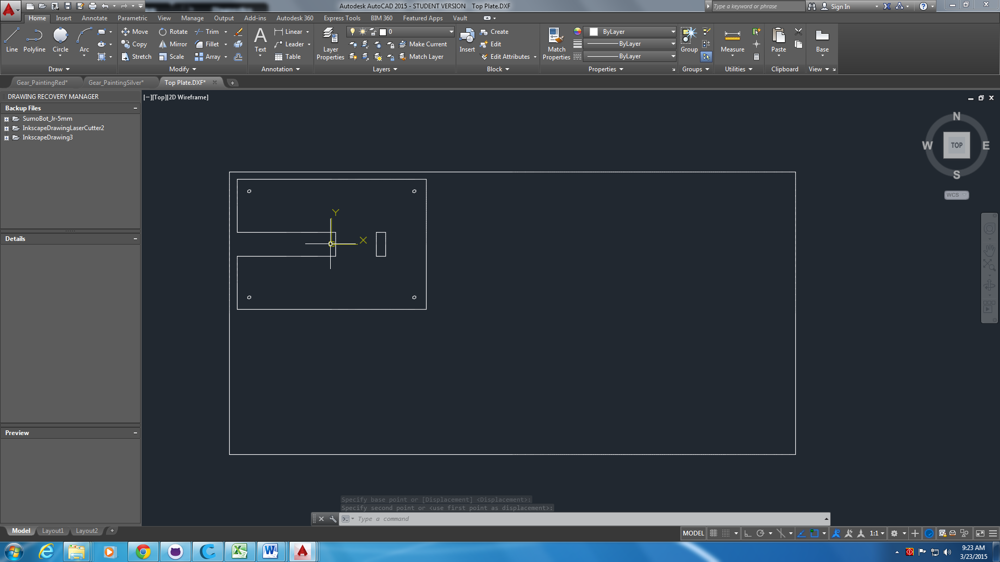 Autodesk AutoCAD 2015 - STUDENT VERSION Top Plate.DXF
Type a keyword or phrase
Sign In
Home Insert Annotate Parametric View Manage Output Add-ins Autodesk 360 Express Tools BIM 360 Featured Apps Vault
Line Polyline Circle Arc
Draw
Move Rotate Trim
Copy Mirror Fillet
Stretch Scale Array
Modify
Text
Linear
Leader
Table
Annotation
Layer Properties
0
Make Current
Match Layer
Layers
Insert
Create
Edit
Edit Attributes
Block
Match Properties
ByLayer
ByLayer
ByLayer
Properties
Group
Groups
Measure
Utilities
Paste
Clipboard
Base
View
Gear_PaintingRed* Gear_PaintingSilver* Top Plate.DXF*
DRAWING RECOVERY MANAGER
Backup Files
SumoBot_Jr-5mm
InkscapeDrawingLaserCutter2
InkscapeDrawing3
Details
Preview
[−][Top][2D Wireframe]
N
W TOP E
S
WCS
Y
X
Specify base point or [Displacement] <Displacement>:
Specify second point or <use first point as displacement>:
Type a command
Model Layout1 Layout2
MODEL
1:1
9:23 AM
3/23/2015